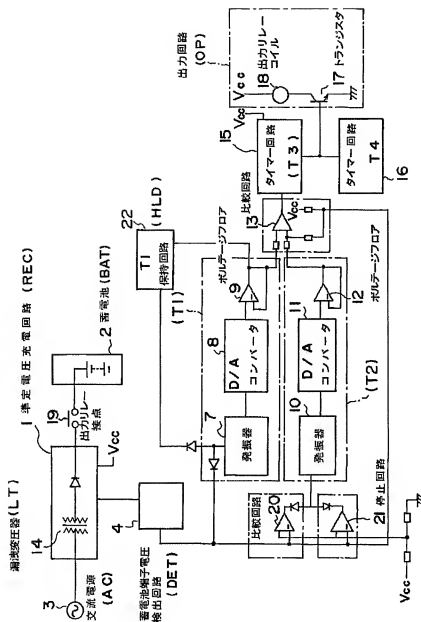 漏洩変圧器(LT)
1 準定電圧充電回路(REC)
蓄電池(BAT)
2
19
出力リレー
接点
14
Vcc
3
交流電源
(AC)
4
蓄電池端子電圧
検出回路
(DET)
22
(HLD)
T1
保持回路
(T1)
ボルテージフロア
7
発振器
8
D/A
コンバータ
9
10
発振器
11
D/A
コンバータ
12
ボルテージフロア
(T2)
比較回路
13
Vcc
比較回路
20
21 停止回路
Vcc
15
Vcc
タイマー回路
(T3)
タイマー回路
T4
16
出力回路
(OP)
Vcc
18 出力リレー
コイル
17 トランジスタ